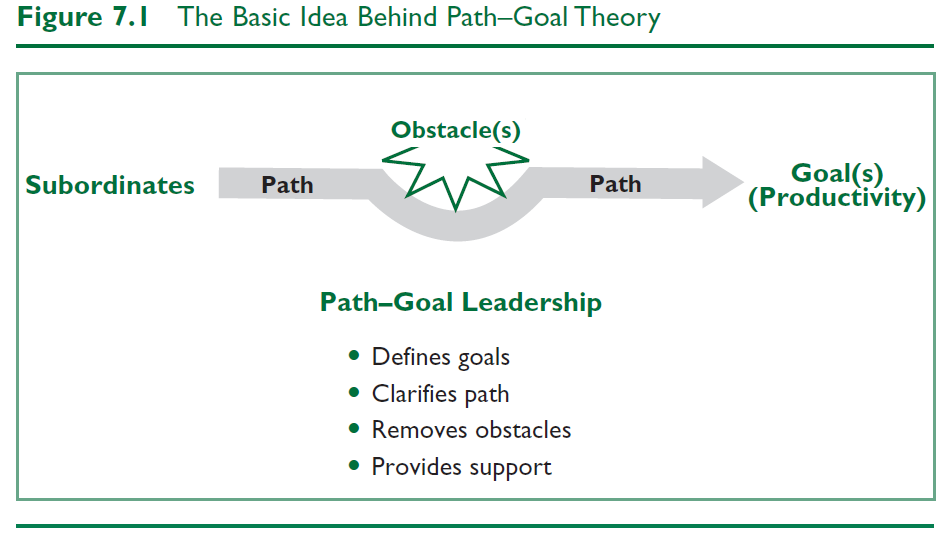 Figure 7.1 The Basic Idea Behind Path–Goal Theory
Obstacle(s)
Subordinates
Path
Path
Goal(s)
(Productivity)
Path–Goal Leadership
• Defines goals
• Clarifies path
• Removes obstacles
• Provides support